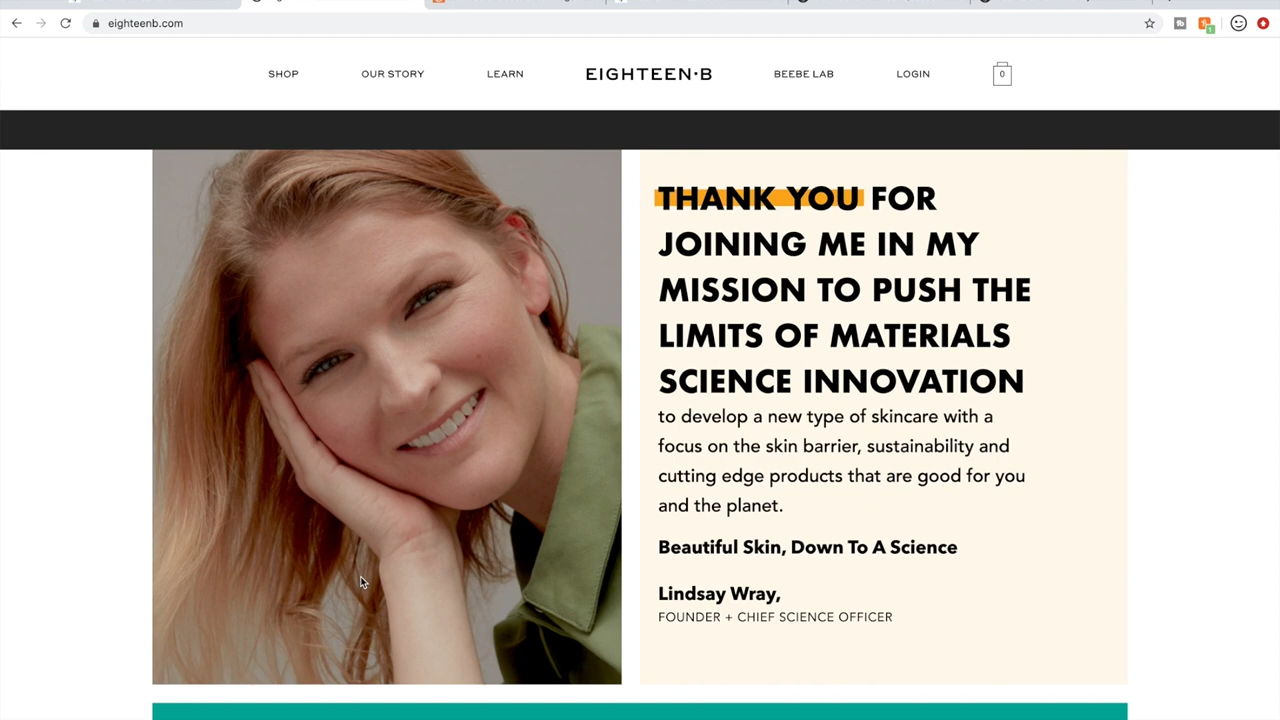 eighteenb.com
SHOP
OUR STORY
LEARN
EIGHTEEN·B
BEEBE LAB
LOGIN
0
THANK YOU FOR
JOINING ME IN MY
MISSION TO PUSH THE
LIMITS OF MATERIALS
SCIENCE INNOVATION
to develop a new type of skincare with a
focus on the skin barrier, sustainability and
cutting edge products that are good for you
and the planet.
Beautiful Skin, Down To A Science
Lindsay Wray,
FOUNDER + CHIEF SCIENCE OFFICER